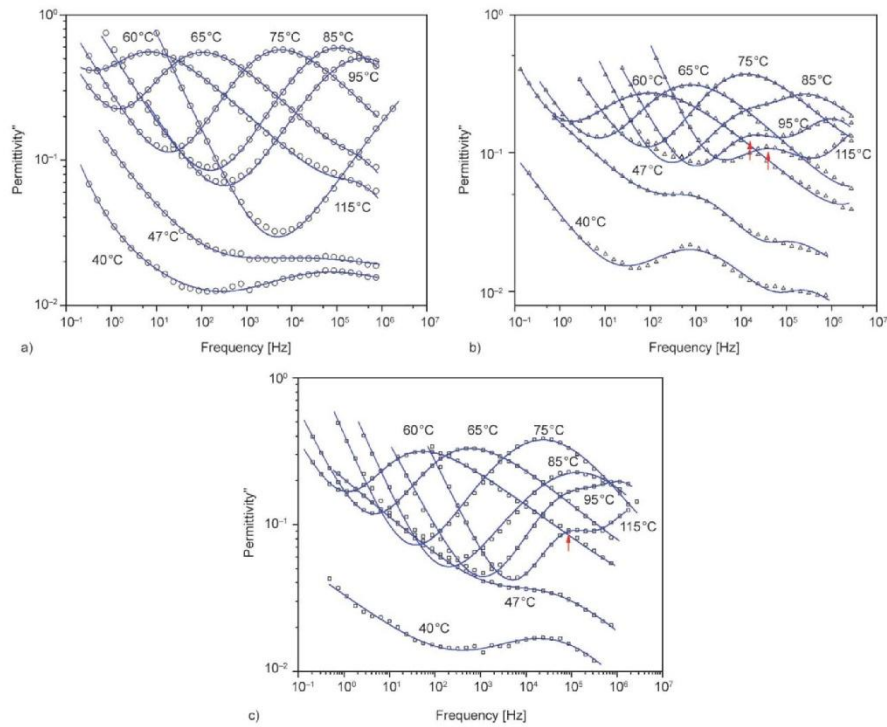 10⁰
60°C 65°C 75°C 85°C
95°C
Permittivity"
10⁻¹
115°C
47°C
40°C
10⁻²
10⁻¹ 10⁰ 10¹ 10² 10³ 10⁴ 10⁵ 10⁶ 10⁷
a) Frequency [Hz]
10⁰
75°C
65°C
60°C 85°C
95°C
Permittivity"
10⁻¹
47°C 115°C
40°C
10⁻²
10⁻¹ 10⁰ 10¹ 10² 10³ 10⁴ 10⁵ 10⁶ 10⁷
b) Frequency [Hz]
10⁰
75°C
60°C 65°C
85°C
95°C
Permittivity"
10⁻¹
115°C
47°C
40°C
10⁻²
10⁻¹ 10⁰ 10¹ 10² 10³ 10⁴ 10⁵ 10⁶ 10⁷
c) Frequency [Hz]